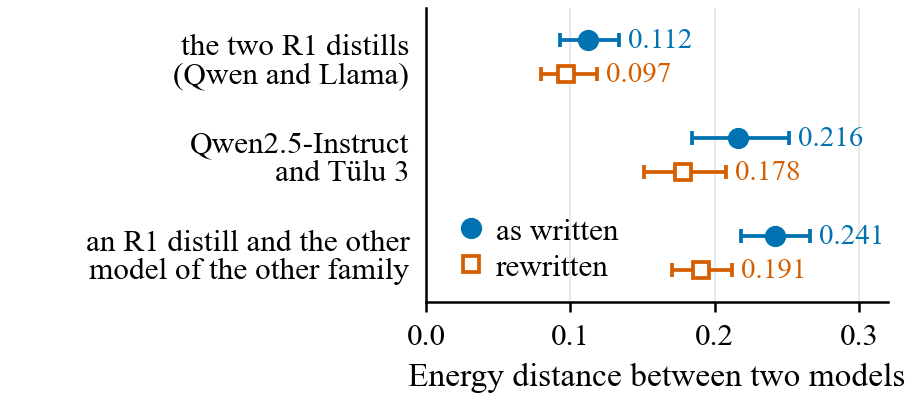 the two R1 distills
(Qwen and Llama)
0.112
0.097
Qwen2.5-Instruct
and Tülu 3
0.216
0.178
an R1 distill and the other
model of the other family
0.241
0.191
as written
rewritten
0.0 0.1 0.2 0.3
Energy distance between two models